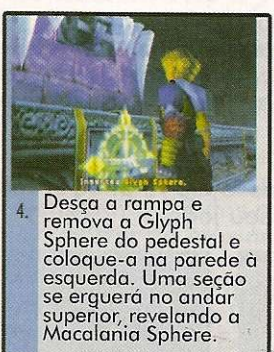 Inserted Glyph Sphere.
4. Desça a rampa e
remova a Glyph
Sphere do pedestal e
coloque-a na parede à
esquerda. Uma seção
se erguerá no andar
superior, revelando a
Macalania Sphere.